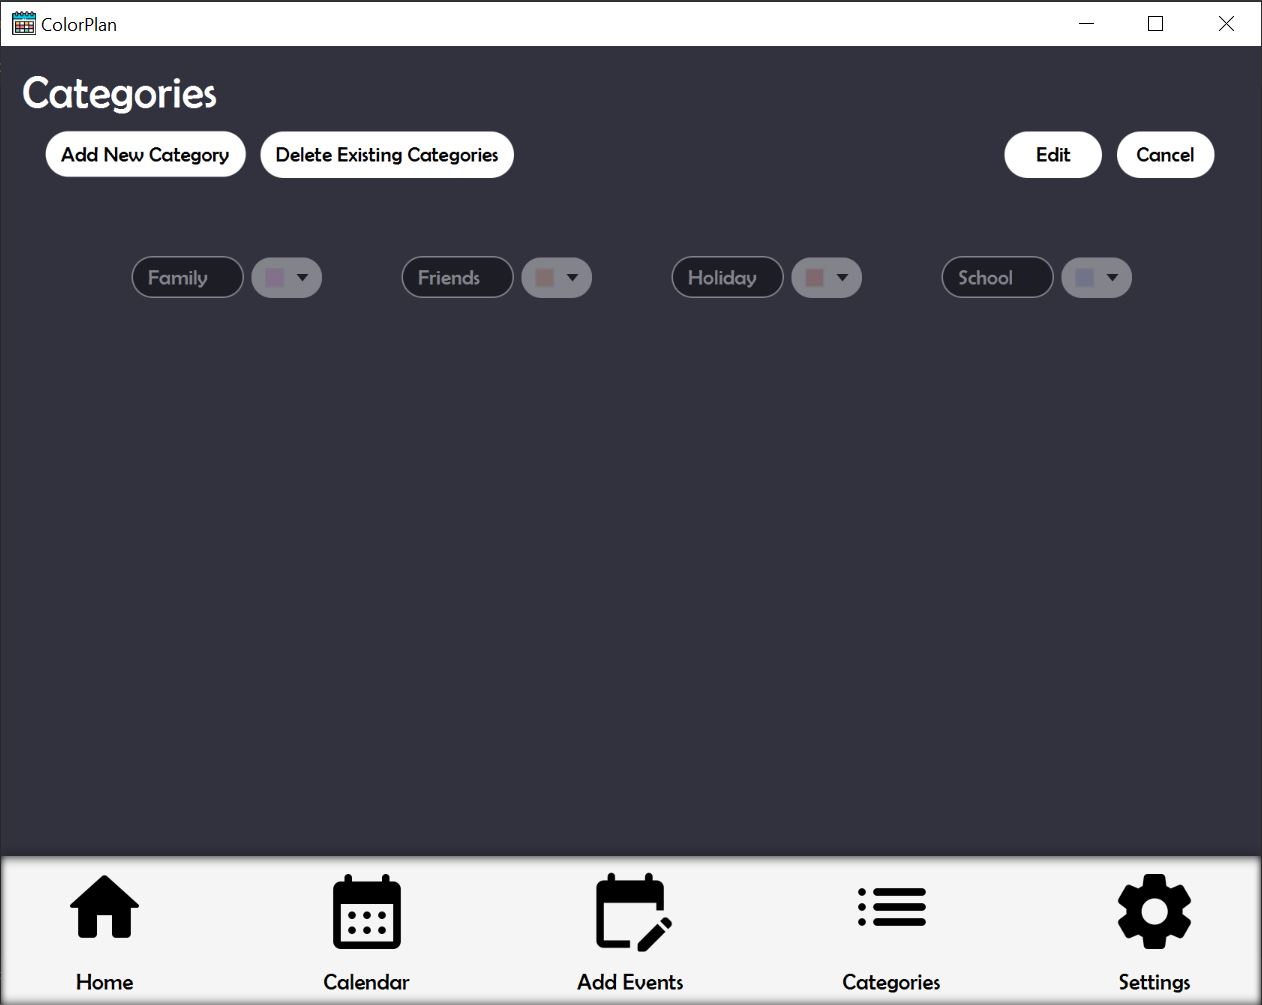 ColorPlan
Categories
Add New Category Delete Existing Categories Edit Cancel
Family Friends Holiday School
Home Calendar Add Events Categories Settings